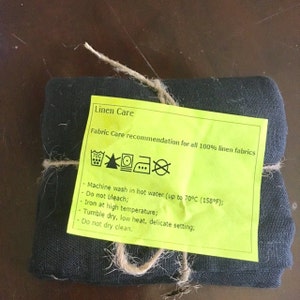 Linen Care
Fabric Care recommendation for all 100% linen fabrics
- Machine wash in hot water (up to 70°C (158°F);
- Do not bleach;
- Iron at high temperature;
- Tumble dry, low heat, delicate setting.
- Do not dry clean.